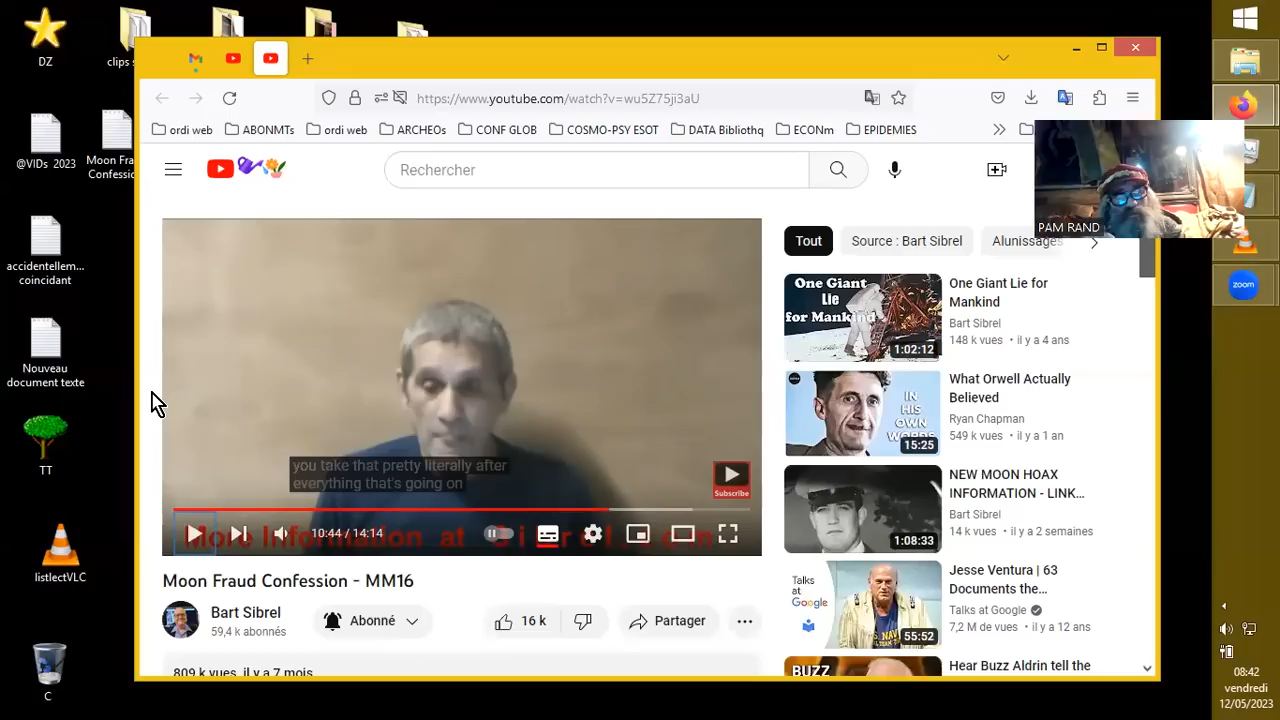 DZ
clips s
@VIDs 2023
Moon Fra
Confessio
accidentellem...
coincidant
Nouveau
document texte
TT
listlectVLC
C
https://www.youtube.com/watch?v=wu5Z75ji3aU
ordi web
ABONMTs
ordi web
ARCHEOs
CONF GLOB
COSMO-PSY ESOT
DATA Bibliothq
ECONm
EPIDEMIES
Rechercher
PAM RAND
you take that pretty literally after
everything that's going on
Subscribe
More Information at
10:44 / 14:14
Moon Fraud Confession - MM16
Bart Sibrel
59,4 k abonnés
Abonné
16 k
Partager
809 k vues il y a 7 mois
Tout
Source : Bart Sibrel
Alunissages
One Giant
Lie
for Mankind
1:02:12
One Giant Lie for
Mankind
Bart Sibrel
148 k vues • il y a 4 ans
IN
HIS
OWN
WORDS
15:25
What Orwell Actually
Believed
Ryan Chapman
549 k vues • il y a 1 an
1:08:33
NEW MOON HOAX
INFORMATION - LINK...
Bart Sibrel
14 k vues • il y a 2 semaines
Talks
at
Google
55:52
Jesse Ventura | 63
Documents the...
Talks at Google
7,2 M de vues • il y a 12 ans
BUZZ
Hear Buzz Aldrin tell the
zoom
08:42
vendredi
12/05/2023